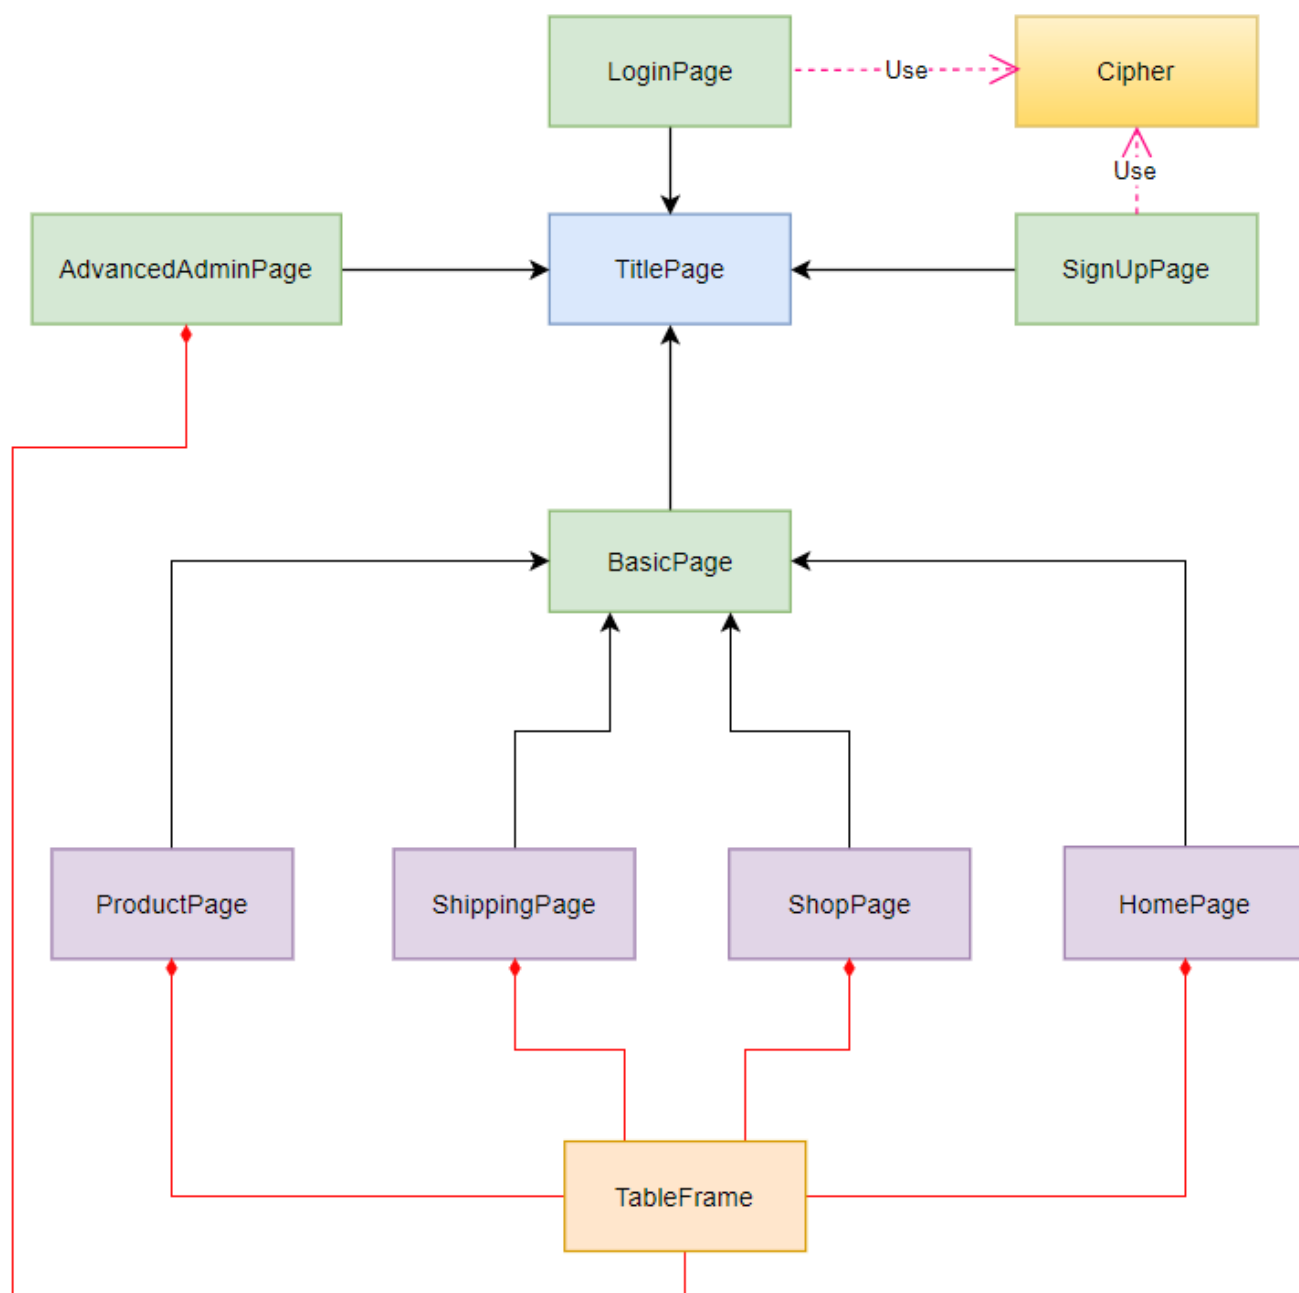 LoginPage
Use
Cipher
Use
AdvancedAdminPage
TitlePage
SignUpPage
BasicPage
ProductPage
ShippingPage
ShopPage
HomePage
TableFrame